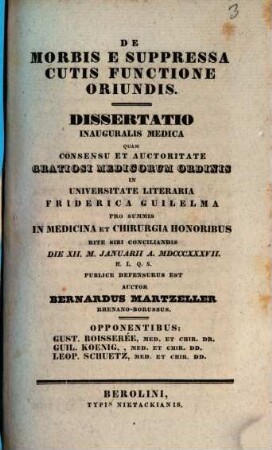 3
DE
MORBIS E SUPPRESSA
CUTIS FUNCTIONE
ORIUNDIS.
DISSERTATIO
INAUGURALIS MEDICA
QUAM
CONSENSU ET AUCTORITATE
GRATIOSI MEDICORUM ORDINIS
IN
UNIVERSITATE LITERARIA
FRIDERICA GUILELMA
PRO SUMMIS
IN MEDICINA ET CHIRURGIA HONORIBUS
RITE SIBI CONCILIANDIS
DIE XII. M. JANUARII A. MDCCCXXXVII.
H. L. Q. S.
PUBLICE DEFENSURUS EST
AUCTOR
BERNARDUS MARTZELLER
RHENANO-BORUSSUS.
OPPONENTIBUS:
GUST. BOISSERÉE, MED. ET CHIR. DR.
GUIL. KOENIG, , MED. ET CHIR. DD.
LEOP. SCHUETZ, MED. ET CHIR. DD.
BEROLINI,
TYPIS NIETACKIANIS.